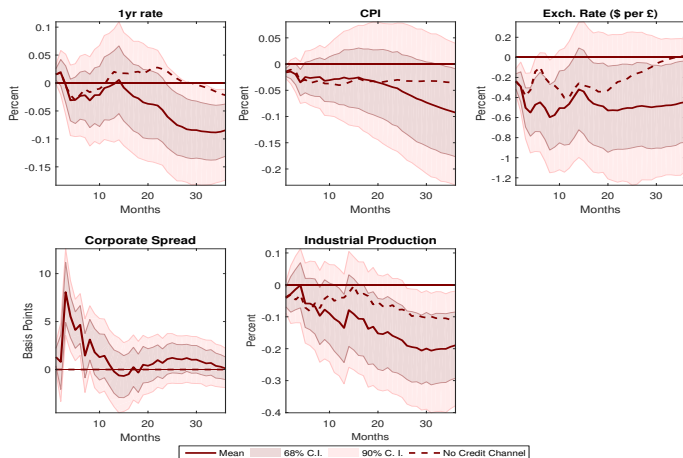 1yr rate
CPI
Exch. Rate ($ per £)
0.1
0.05
0
-0.05
-0.1
-0.15
Percent
10 20 30
Months
0.05
0
-0.05
-0.1
-0.15
-0.2
Percent
10 20 30
Months
0.2
0
-0.2
-0.4
-0.6
-0.8
-1
-1.2
Percent
10 20 30
Months
Corporate Spread
Industrial Production
10
5
0
Basis Points
10 20 30
Months
0.1
0
-0.1
-0.2
-0.3
-0.4
Percent
10 20 30
Months
Mean 68% C.I. 90% C. I. No Credit Channel